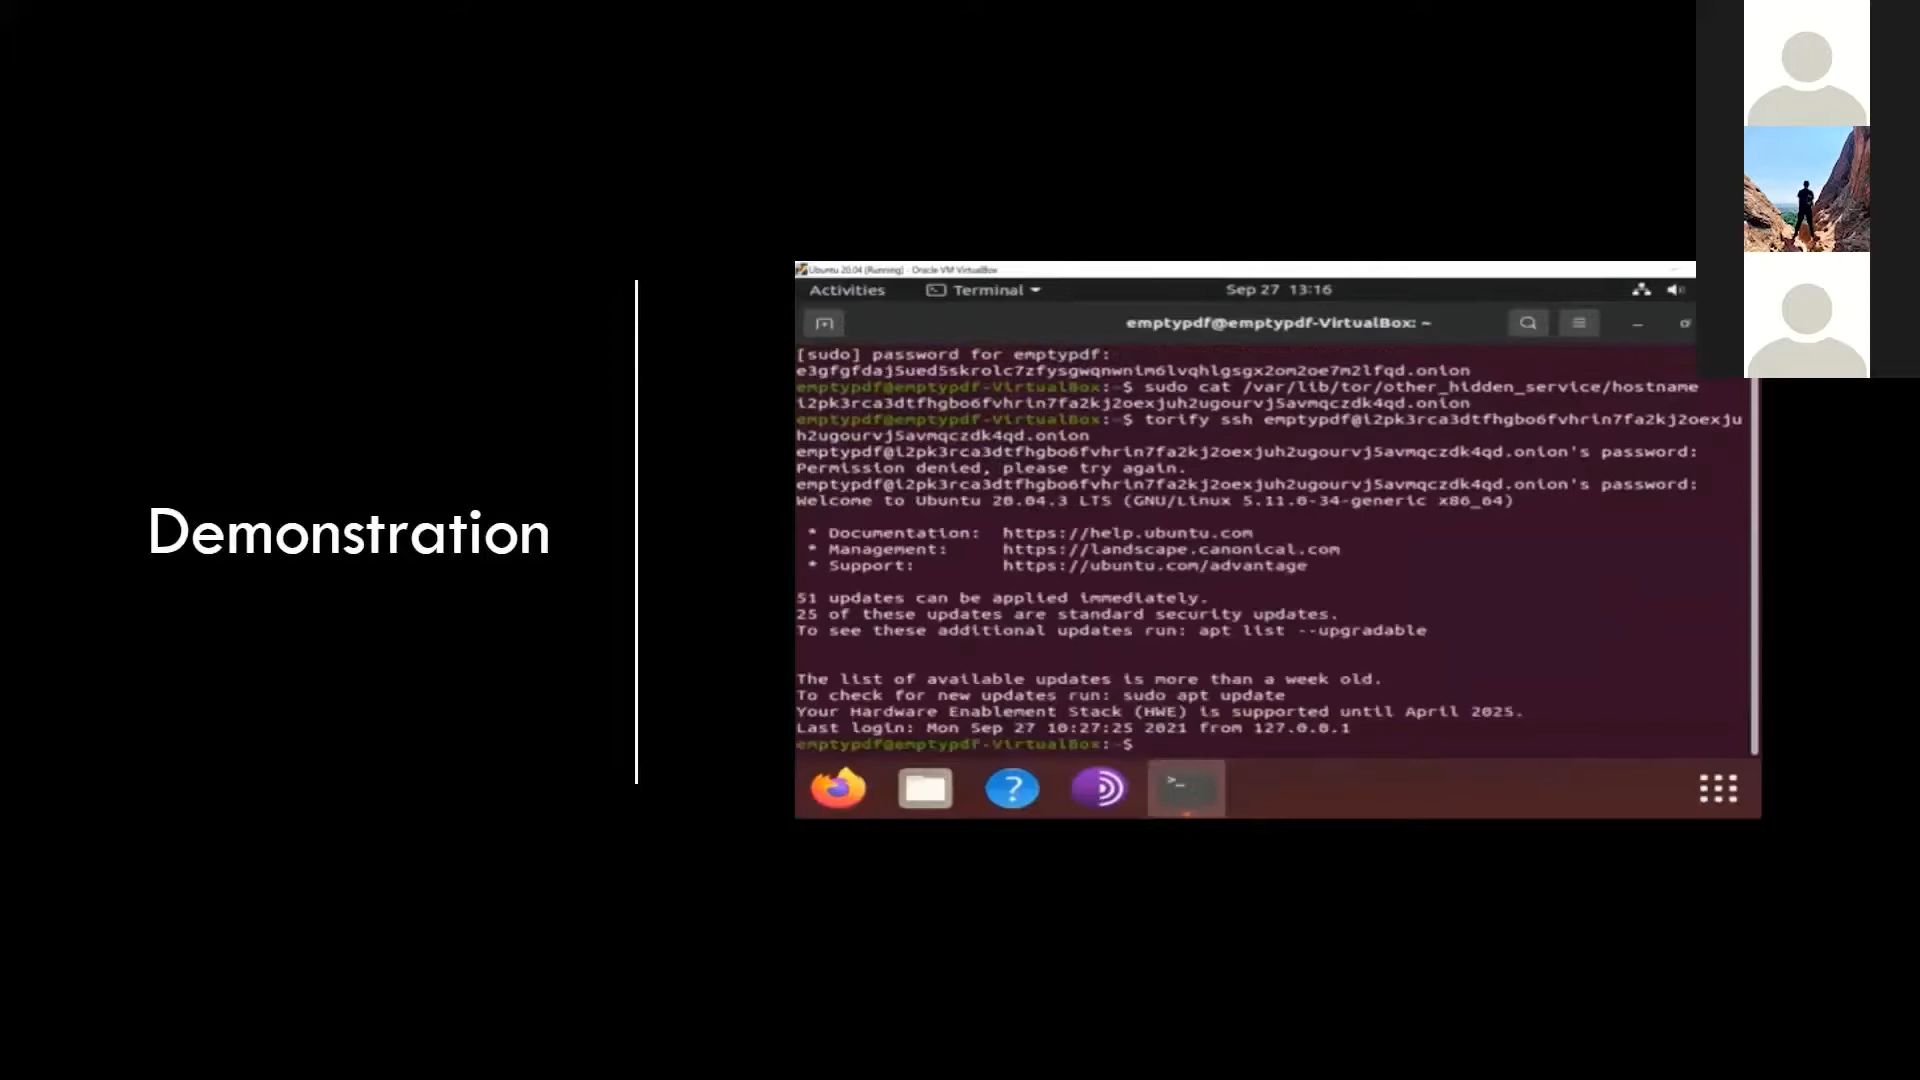 Demonstration
Ubuntu 20.04 [Running] - Oracle VM VirtualBox
Activities
Terminal
Sep 27 13:16
emptypdf@emptypdf-VirtualBox: ~
[sudo] password for emptypdf:
e3gfgfdaj5ued5skrolc7zfysgwqnwnim6lvqhlgsgx2om2oe7m2lfqd.onion
emptypdf@emptypdf-VirtualBox:~$ sudo cat /var/lib/tor/other_hidden_service/hostname
i2pk3rca3dtfhgbo6fvhrin7fa2kj2oexjuh2ugourvj5avmqczdk4qd.onion
emptypdf@emptypdf-VirtualBox:~$ torify ssh emptypdf@i2pk3rca3dtfhgbo6fvhrin7fa2kj2oexju
h2ugourvj5avmqczdk4qd.onion
emptypdf@i2pk3rca3dtfhgbo6fvhrin7fa2kj2oexjuh2ugourvj5avmqczdk4qd.onion's password:
Permission denied, please try again.
emptypdf@i2pk3rca3dtfhgbo6fvhrin7fa2kj2oexjuh2ugourvj5avmqczdk4qd.onion's password:
Welcome to Ubuntu 20.04.3 LTS (GNU/Linux 5.11.0-34-generic x86_64)
* Documentation: https://help.ubuntu.com
* Management: https://landscape.canonical.com
* Support: https://ubuntu.com/advantage
51 updates can be applied immediately.
25 of these updates are standard security updates.
To see these additional updates run: apt list --upgradable
The list of available updates is more than a week old.
To check for new updates run: sudo apt update
Your Hardware Enablement Stack (HWE) is supported until April 2025.
Last login: Mon Sep 27 10:27:25 2021 from 127.0.0.1
emptypdf@emptypdf-VirtualBox:~$